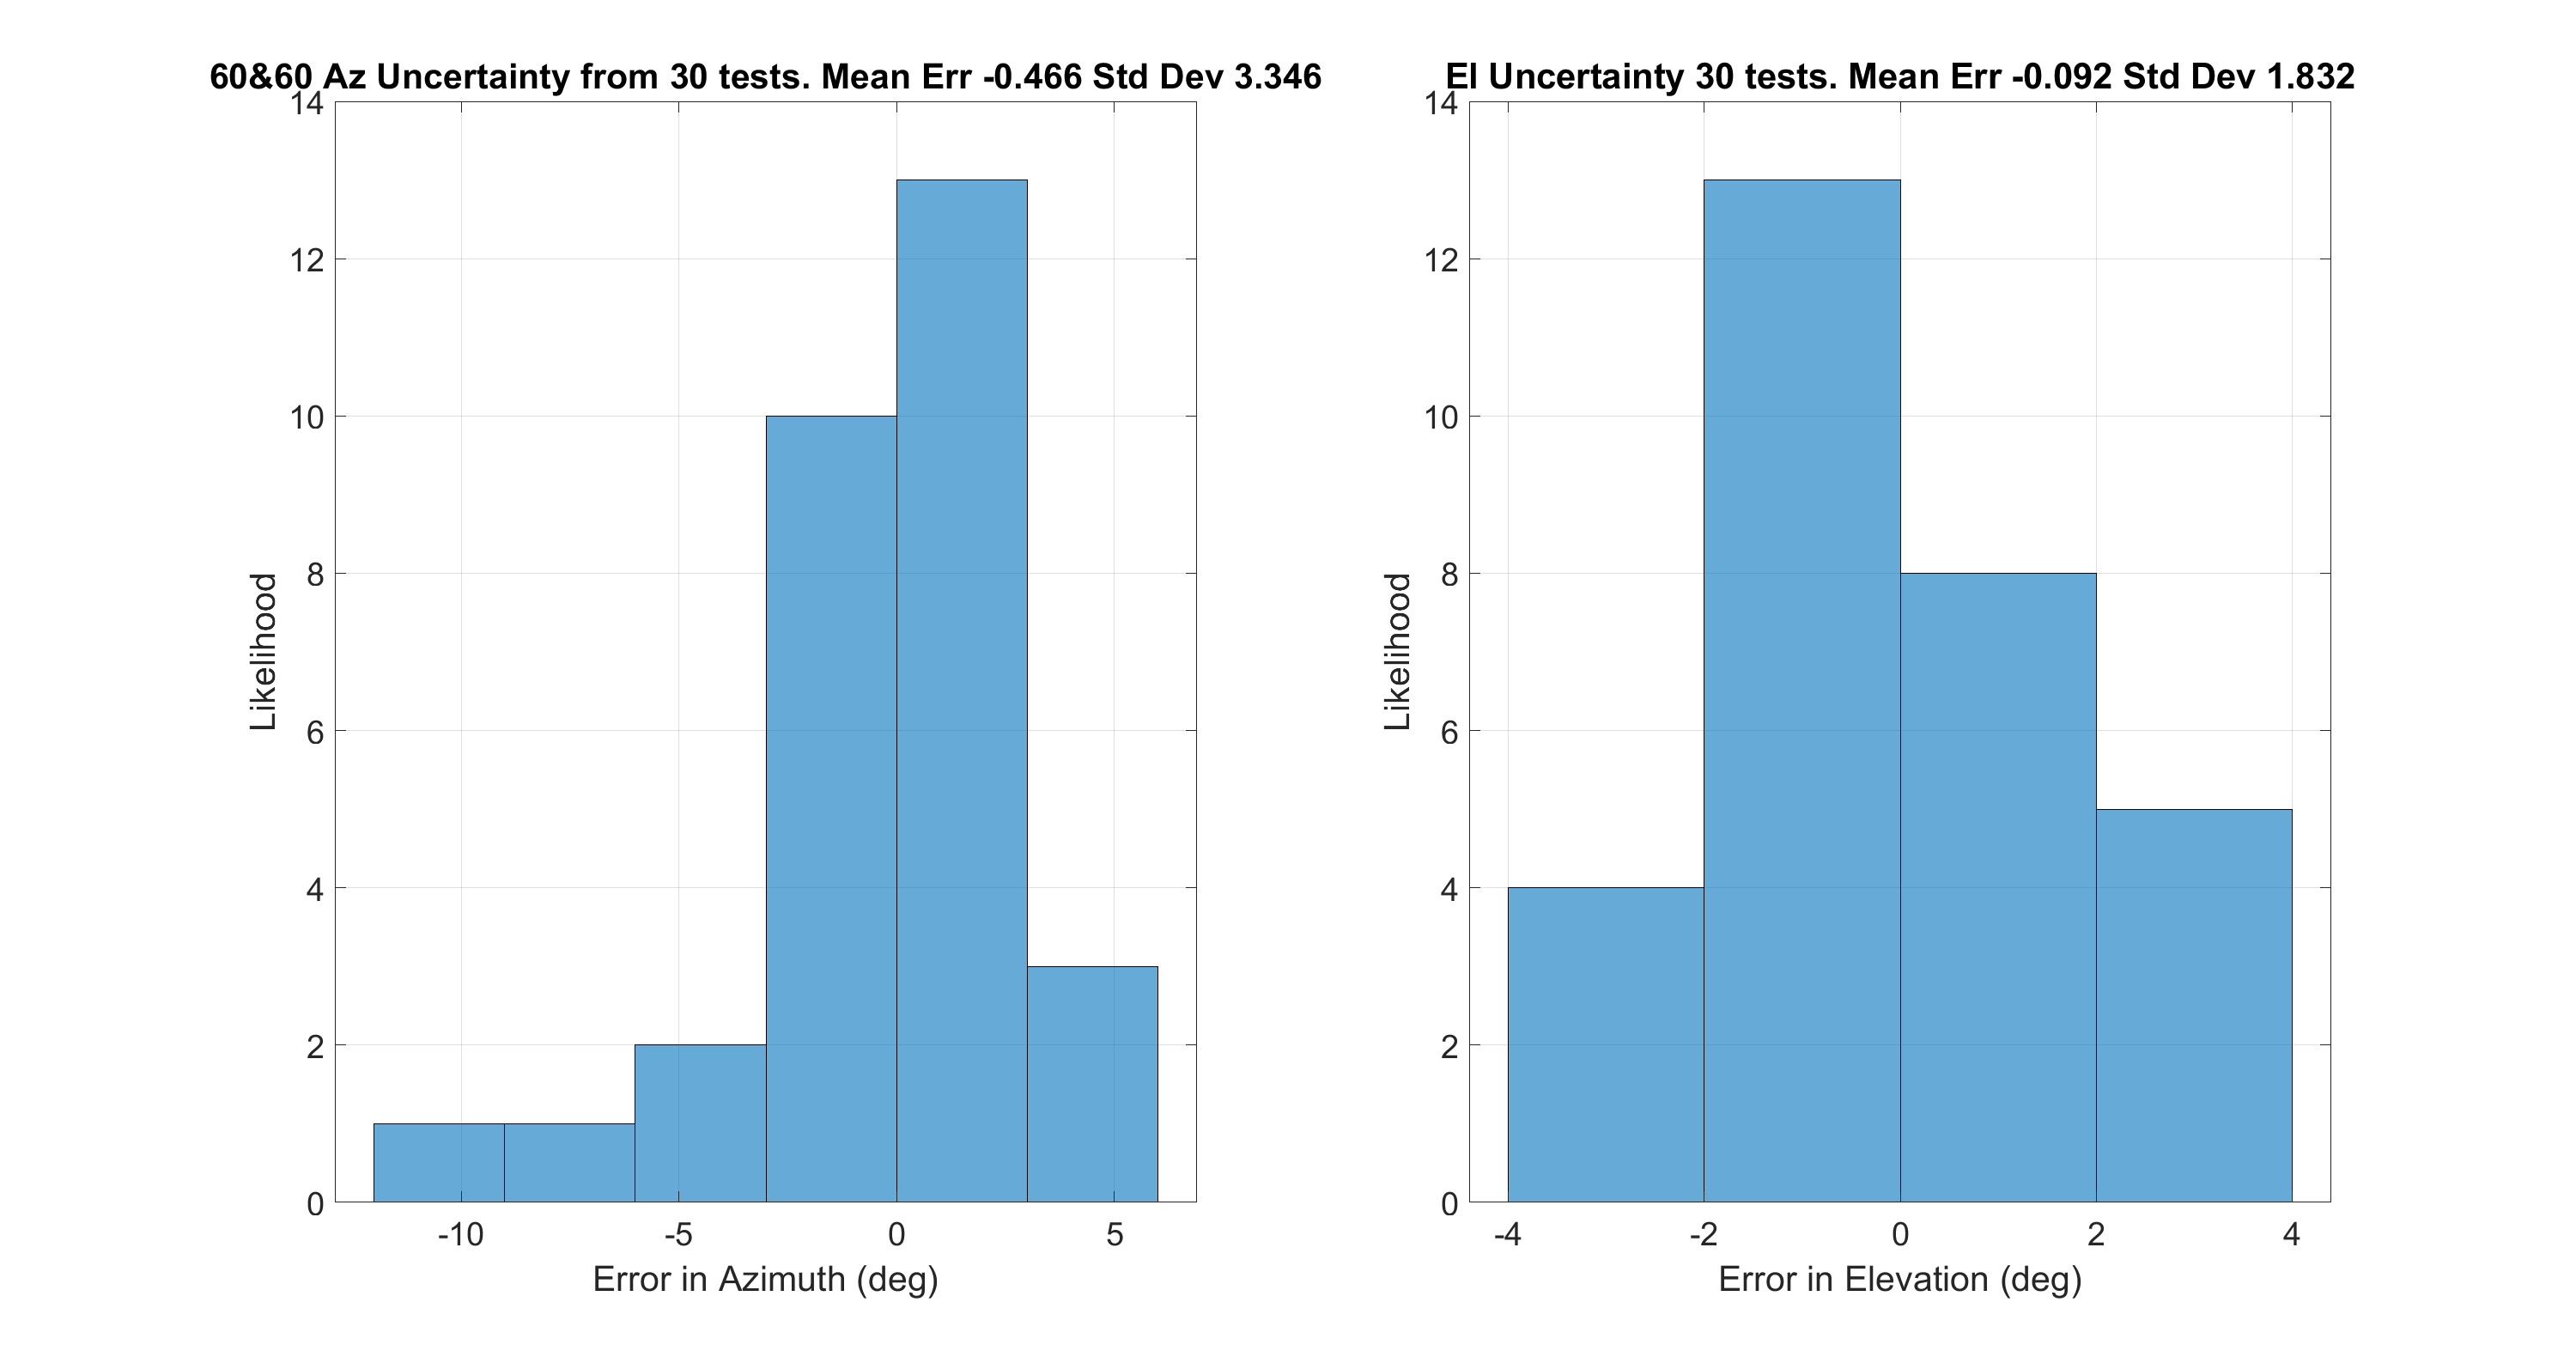 60&60 Az Uncertainty from 30 tests. Mean Err -0.466 Std Dev 3.346
14
12
10
8
6
4
2
0
Likelihood
-10 -5 0 5
Error in Azimuth (deg)
El Uncertainty 30 tests. Mean Err -0.092 Std Dev 1.832
14
12
10
8
6
4
2
0
Likelihood
-4 -2 0 2 4
Error in Elevation (deg)